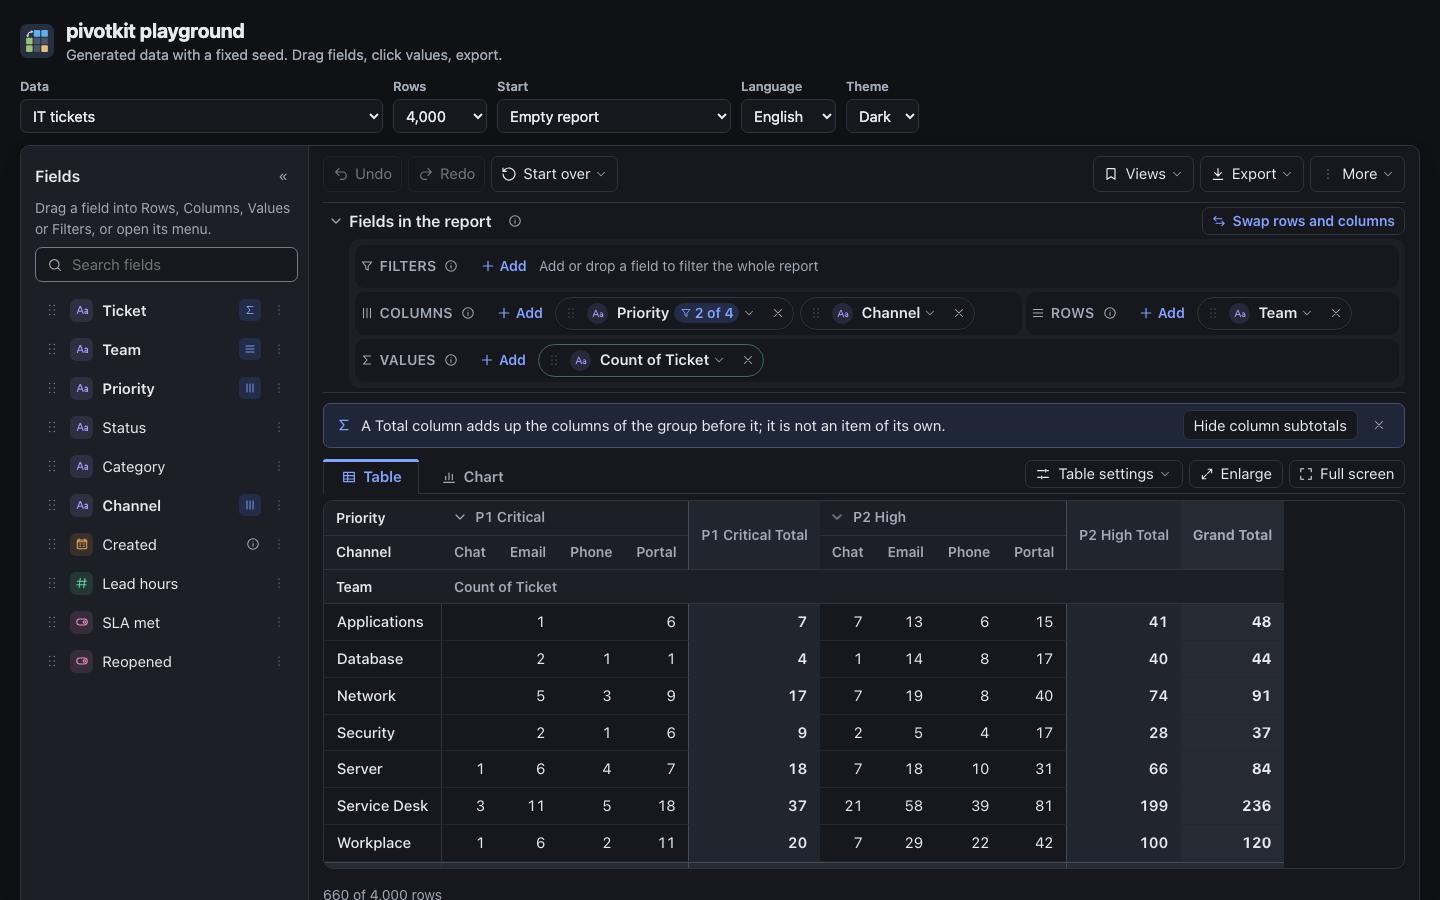 pivotkit playground
Generated data with a fixed seed. Drag fields, click values, export.
Data Rows Start Language Theme
IT tickets 4,000 Empty report English Dark
Fields «
Drag a field into Rows, Columns, Values
or Filters, or open its menu.
Search fields
Aa Ticket Σ
Aa Team
Aa Priority
Aa Status
Aa Category
Aa Channel
Created
# Lead hours
SLA met
Reopened
Undo Redo Start over Views Export More
Fields in the report Swap rows and columns
FILTERS + Add Add or drop a field to filter the whole report
COLUMNS + Add Aa Priority 2 of 4 × Aa Channel × ROWS + Add Aa Team ×
Σ VALUES + Add Aa Count of Ticket ×
Σ A Total column adds up the columns of the group before it; it is not an item of its own. Hide column subtotals ×
Table Chart Table settings Enlarge Full screen
Priority P1 Critical P1 Critical Total P2 High P2 High Total Grand Total
Channel Chat Email Phone Portal Chat Email Phone Portal
Team Count of Ticket
Applications 1 6 7 7 13 6 15 41 48
Database 2 1 1 4 1 14 8 17 40 44
Network 5 3 9 17 7 19 8 40 74 91
Security 2 1 6 9 2 5 4 17 28 37
Server 1 6 4 7 18 7 18 10 31 66 84
Service Desk 3 11 5 18 37 21 58 39 81 199 236
Workplace 1 6 2 11 20 7 29 22 42 100 120
660 of 4,000 rows